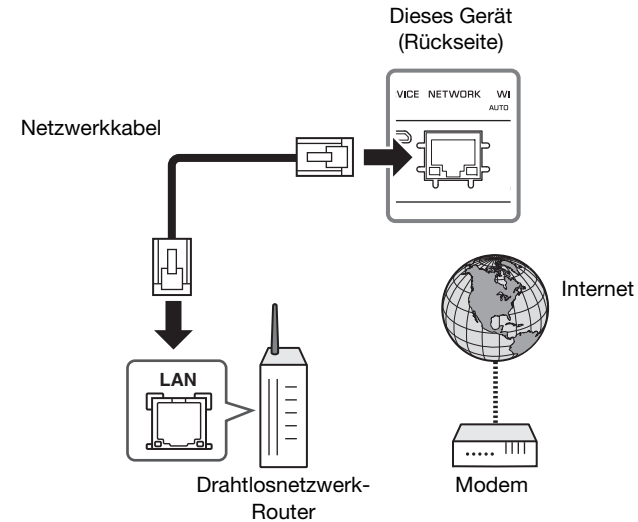 Dieses Gerät
(Rückseite)
VICE NETWORK WI
AUTO
Netzwerkkabel
Internet
LAN
Drahtlosnetzwerk-
Router
Modem